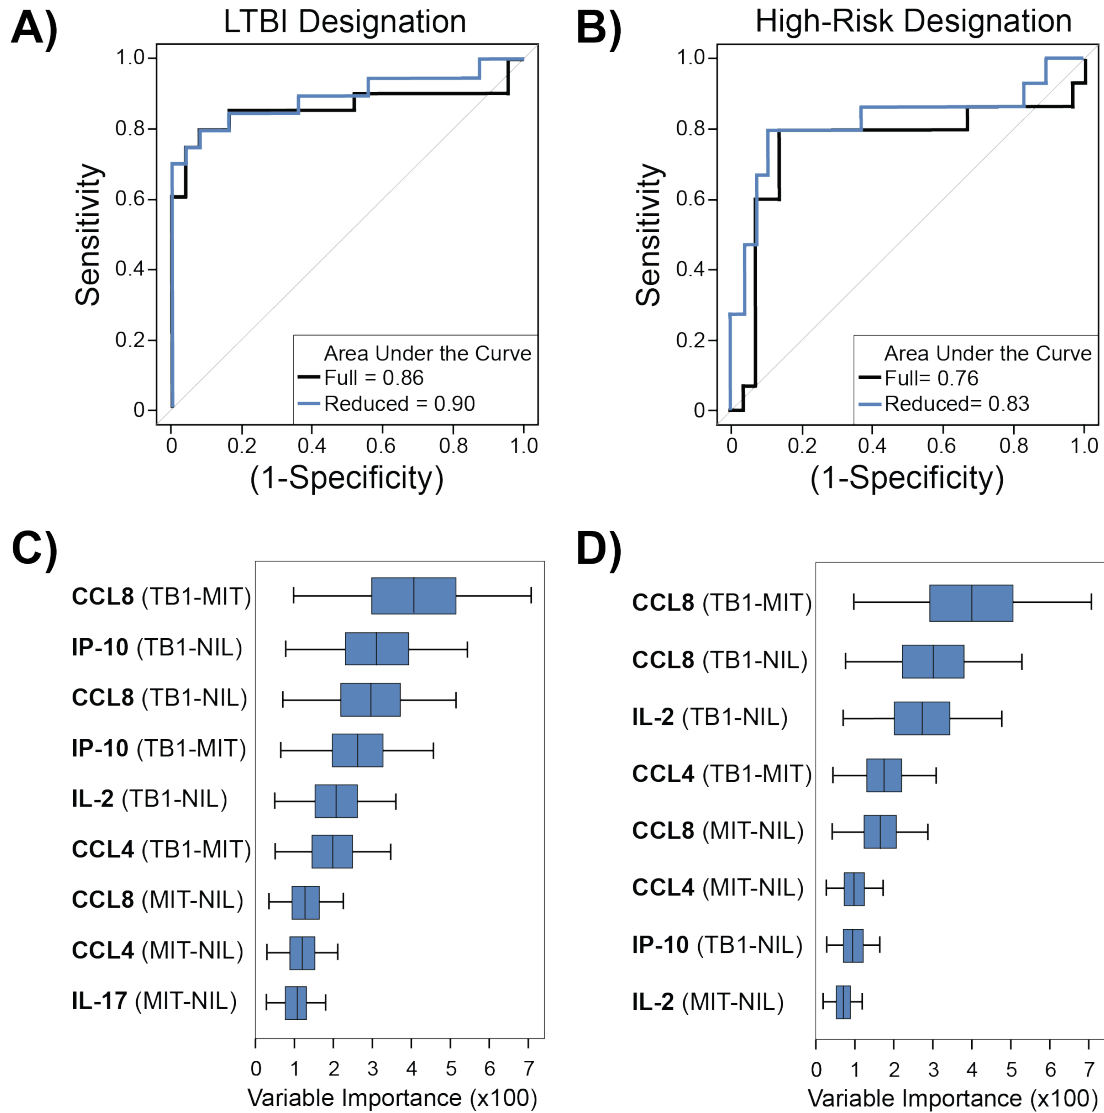 A)
LTBI Designation
Sensitivity
1.0
0.8
0.6
0.4
0.2
0
Area Under the Curve
Full = 0.86
Reduced = 0.90
0 0.2 0.4 0.6 0.8 1.0
(1-Specificity)
B)
High-Risk Designation
Sensitivity
1.0
0.8
0.6
0.4
0.2
0
Area Under the Curve
Full= 0.76
Reduced= 0.83
0 0.2 0.4 0.6 0.8 1.0
(1-Specificity)
C)
CCL8 (TB1-MIT)
IP-10 (TB1-NIL)
CCL8 (TB1-NIL)
IP-10 (TB1-MIT)
IL-2 (TB1-NIL)
CCL4 (TB1-MIT)
CCL8 (MIT-NIL)
CCL4 (MIT-NIL)
IL-17 (MIT-NIL)
0 1 2 3 4 5 6 7
Variable Importance (x100)
D)
CCL8 (TB1-MIT)
CCL8 (TB1-NIL)
IL-2 (TB1-NIL)
CCL4 (TB1-MIT)
CCL8 (MIT-NIL)
CCL4 (MIT-NIL)
IP-10 (TB1-NIL)
IL-2 (MIT-NIL)
0 1 2 3 4 5 6 7
Variable Importance (x100)